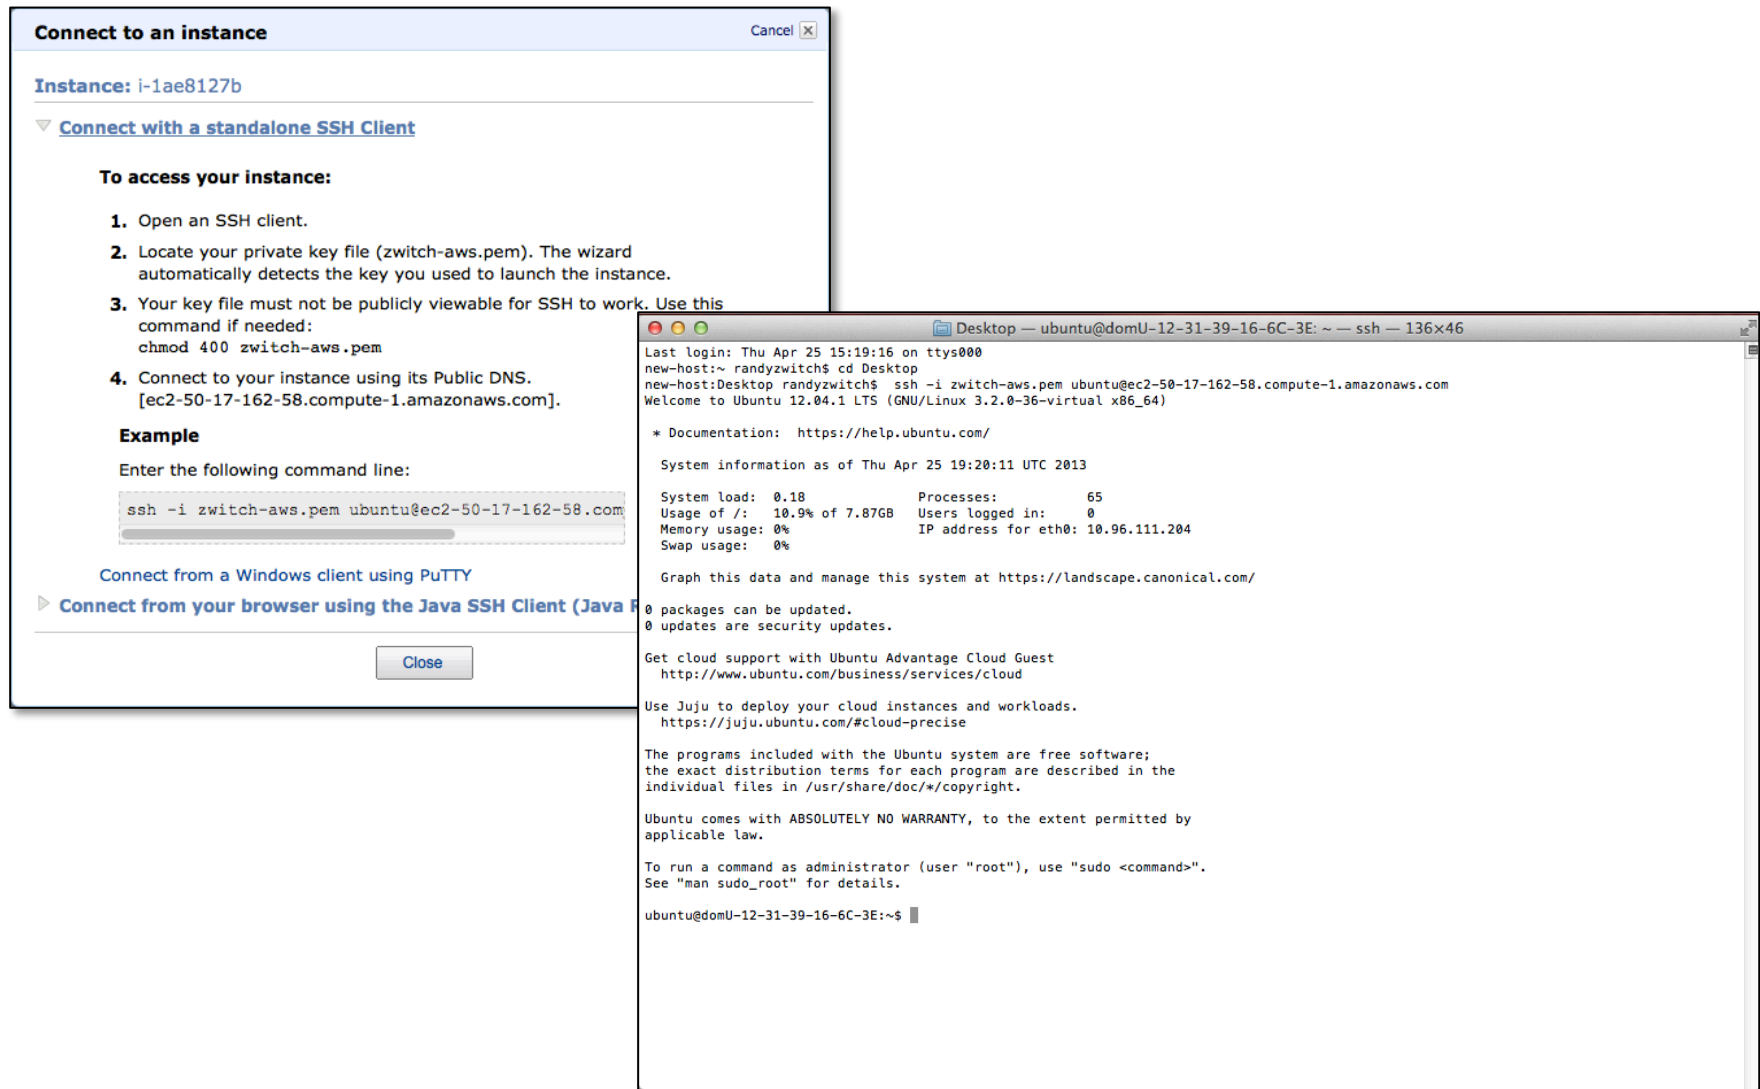 Connect to an instance
Cancel
Instance: i-1ae8127b
Connect with a standalone SSH Client
To access your instance:
1. Open an SSH client.
2. Locate your private key file (zwitch-aws.pem). The wizard
automatically detects the key you used to launch the instance.
3. Your key file must not be publicly viewable for SSH to work. Use this
command if needed:
chmod 400 zwitch-aws.pem
4. Connect to your instance using its Public DNS.
[ec2-50-17-162-58.compute-1.amazonaws.com].
Example
Enter the following command line:
ssh -i zwitch-aws.pem ubuntu@ec2-50-17-162-58.com
Connect from a Windows client using PuTTY
Connect from your browser using the Java SSH Client (Java R
Close
Desktop — ubuntu@domU-12-31-39-16-6C-3E: ~ — ssh — 136×46
Last login: Thu Apr 25 15:19:16 on ttys000
new-host:~ randyzwitch$ cd Desktop
new-host:Desktop randyzwitch$  ssh -i zwitch-aws.pem ubuntu@ec2-50-17-162-58.compute-1.amazonaws.com
Welcome to Ubuntu 12.04.1 LTS (GNU/Linux 3.2.0-36-virtual x86_64)
* Documentation:  https://help.ubuntu.com/
System information as of Thu Apr 25 19:20:11 UTC 2013
System load:  0.18              Processes:           65
Usage of /:   10.9% of 7.87GB   Users logged in:     0
Memory usage: 0%                IP address for eth0: 10.96.111.204
Swap usage:   0%
Graph this data and manage this system at https://landscape.canonical.com/
0 packages can be updated.
0 updates are security updates.
Get cloud support with Ubuntu Advantage Cloud Guest
http://www.ubuntu.com/business/services/cloud
Use Juju to deploy your cloud instances and workloads.
https://juju.ubuntu.com/#cloud-precise
The programs included with the Ubuntu system are free software;
the exact distribution terms for each program are described in the
individual files in /usr/share/doc/*/copyright.
Ubuntu comes with ABSOLUTELY NO WARRANTY, to the extent permitted by
applicable law.
To run a command as administrator (user "root"), use "sudo <command>".
See "man sudo_root" for details.
ubuntu@domU-12-31-39-16-6C-3E:~$